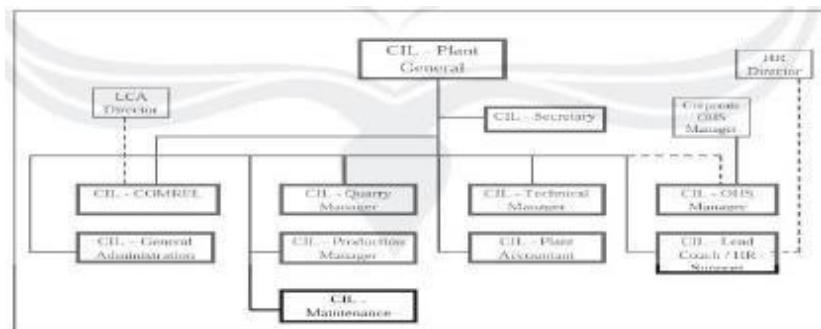 CIL - Plant
General
HR
Director
LCA
Director
CIL - Secretary
Corporate
OHS
Manager
CIL - COMREL
CIL - Quarry
Manager
CIL - Technical
Manager
CIL - OHS
Manager
CIL - General
Administration
CIL - Production
Manager
CIL - Plant
Accountant
CIL - Lead
Coach / HR -
Support
CIL -
Maintenance